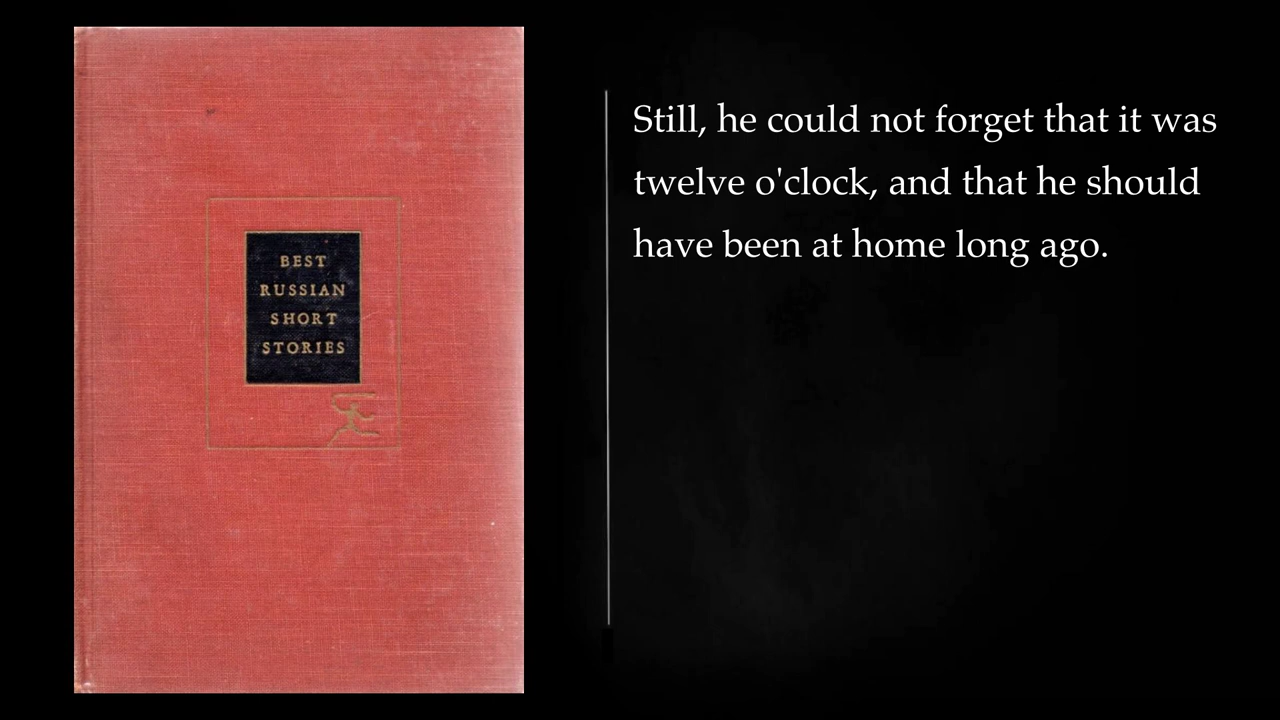 BEST
RUSSIAN
SHORT
STORIES
Still, he could not forget that it was
twelve o'clock, and that he should
have been at home long ago.